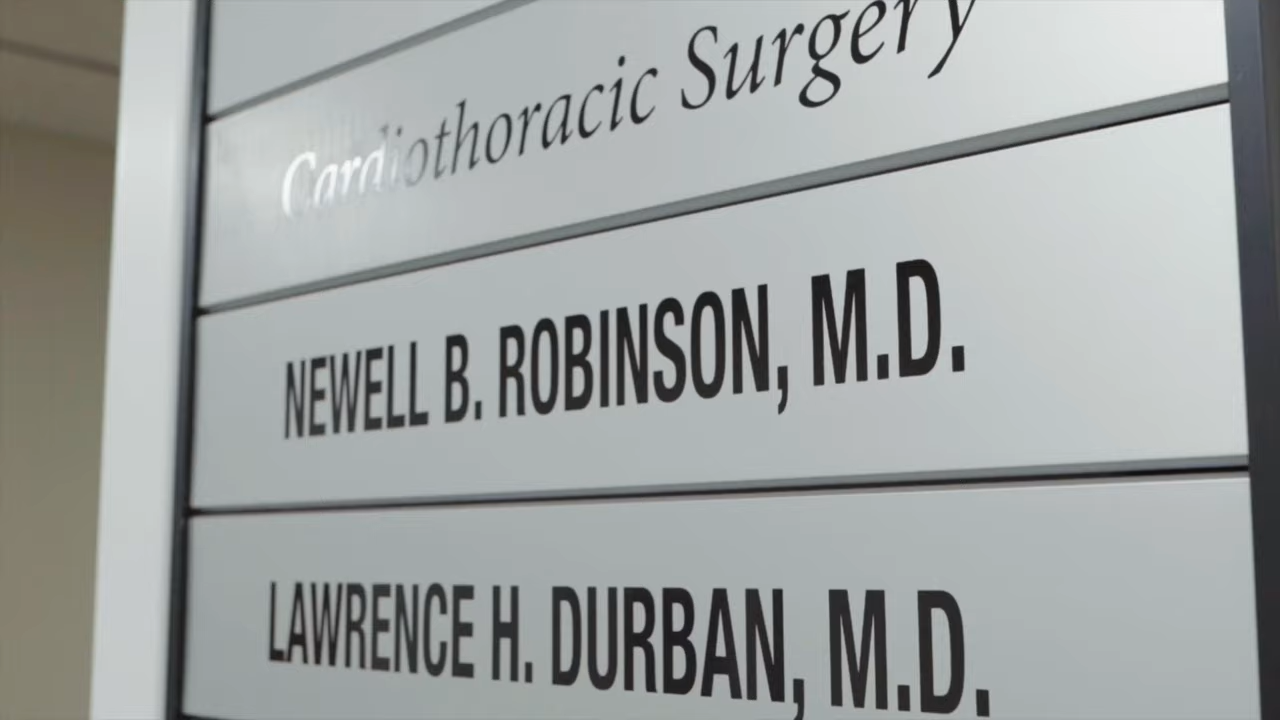 Cardiothoracic Surgery
NEWELL B. ROBINSON, M.D.
LAWRENCE H. DURBAN, M.D.